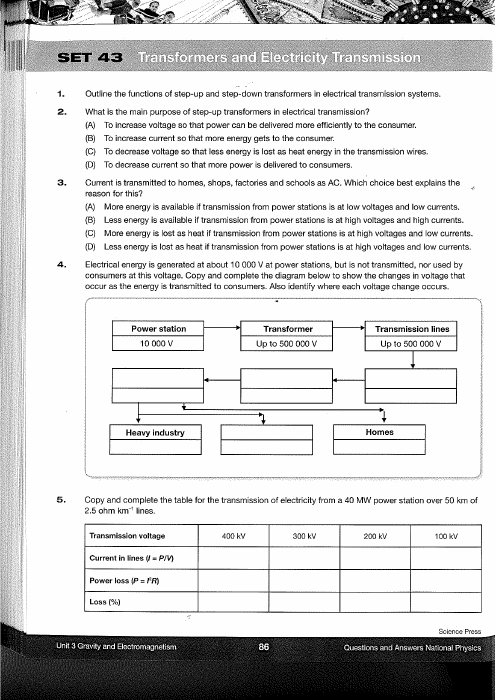 SET 43 Transformers and Electricity Transmission
1. Outline the functions of step-up and step-down transformers in electrical transmission systems.
2. What is the main purpose of step-up transformers in electrical transmission?
(A) To increase voltage so that power can be delivered more efficiently to the consumer.
(B) To increase current so that more energy gets to the consumer.
(C) To decrease voltage so that less energy is lost as heat energy in the transmission wires.
(D) To decrease current so that more power is delivered to consumers.
3. Current is transmitted to homes, shops, factories and schools as AC. Which choice best explains the
reason for this?
(A) More energy is available if transmission from power stations is at low voltages and low currents.
(B) Less energy is available if transmission from power stations is at high voltages and high currents.
(C) More energy is lost as heat if transmission from power stations is at high voltages and low currents.
(D) Less energy is lost as heat if transmission from power stations is at high voltages and low currents.
4. Electrical energy is generated at about 10 000 V at power stations, but is not transmitted, nor used by
consumers at this voltage. Copy and complete the diagram below to show the changes in voltage that
occur as the energy is transmitted to consumers. Also identify where each voltage change occurs.
Power station Transformer Transmission lines
10 000 V Up to 500 000 V Up to 500 000 V
Heavy industry Homes
5. Copy and complete the table for the transmission of electricity from a 40 MW power station over 50 km of
2.5 ohm km⁻¹ lines.
Transmission voltage 400 kV 300 kV 200 kV 100 kV
Current in lines (I = P/V)
Power loss (P = I²R)
Loss (%)
Science Press
Unit 3 Gravity and Electromagnetism 86 Questions and Answers National Physics